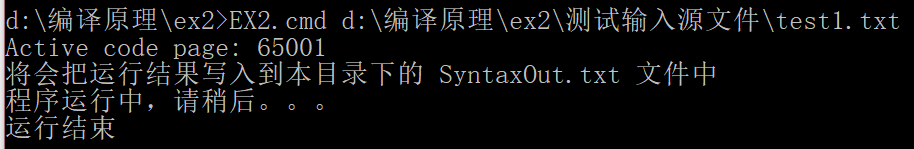 d:\编译原理\ex2>EX2.cmd d:\编译原理\ex2\测试输入源文件\test1.txt
Active code page: 65001
将会把运行结果写入到本目录下的 SyntaxOut.txt 文件中
程序运行中，请稍后。。。
运行结束